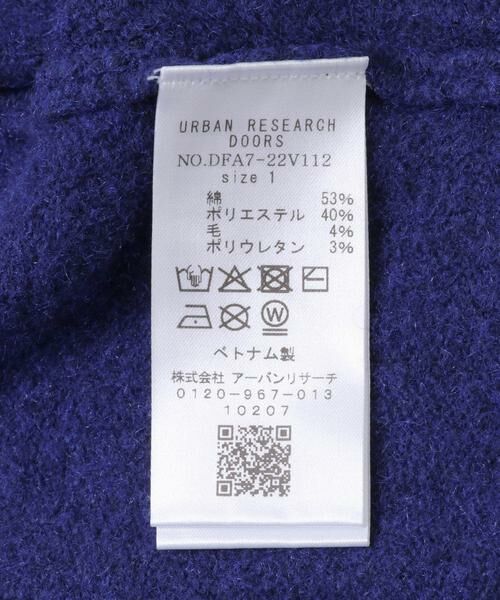 URBAN RESEARCH
DOORS
NO.DFA7-22V112
size 1
綿 53%
ポリエステル 40%
毛 4%
ポリウレタン 3%
W
ベトナム製
株式会社 アーバンリサーチ
0120-967-013
10207